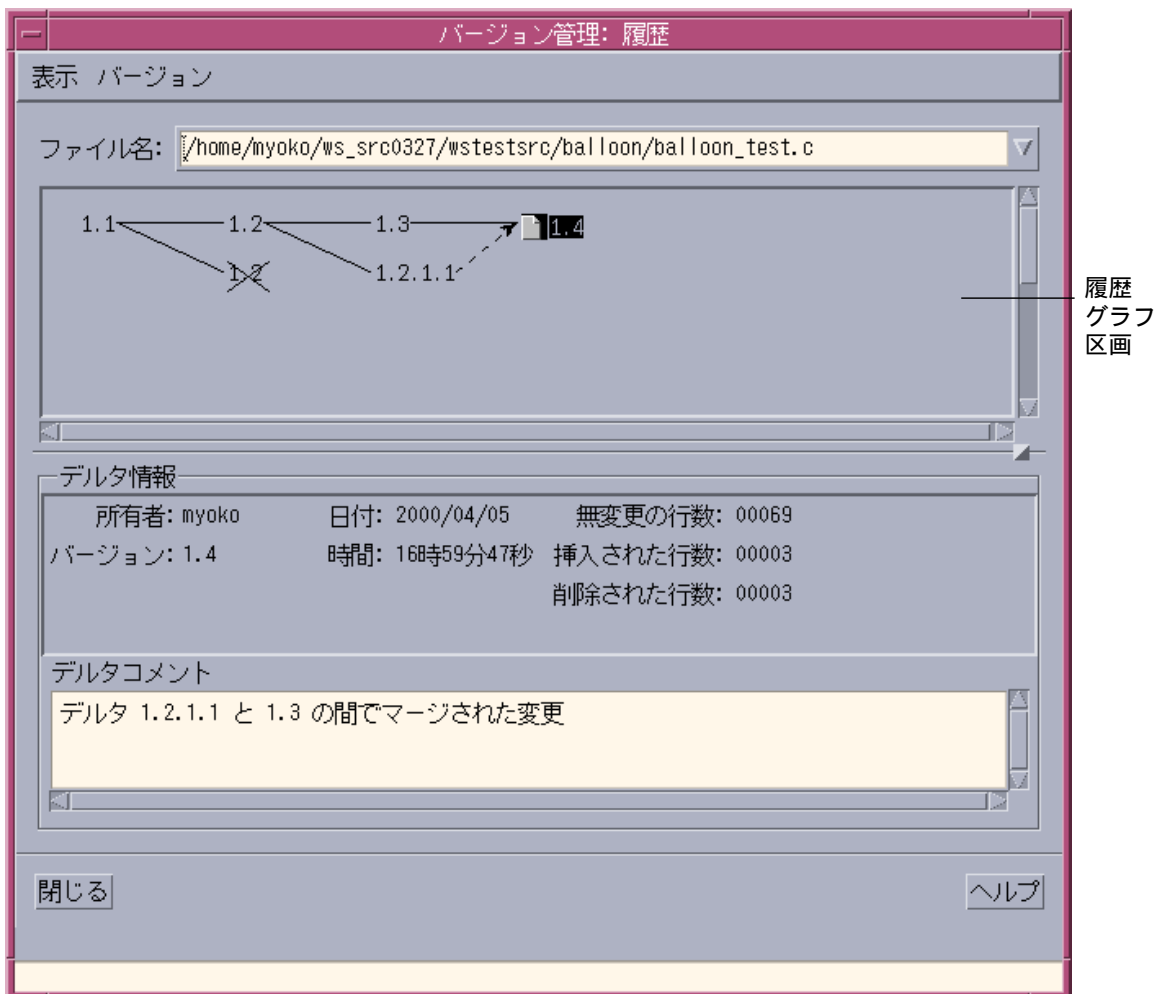 バージョン管理: 履歴
表示 バージョン
ファイル名: /home/myoko/ws_src0327/wstestsrc/balloon/balloon_test.c
1.1 1.2 1.3 1.4
1.2 1.2.1.1
履歴
グラフ
区画
デルタ情報
所有者: myoko 日付: 2000/04/05 無変更の行数: 00069
バージョン: 1.4 時間: 16時59分47秒 挿入された行数: 00003
削除された行数: 00003
デルタコメント
デルタ 1.2.1.1 と 1.3 の間でマージされた変更
閉じる ヘルプ